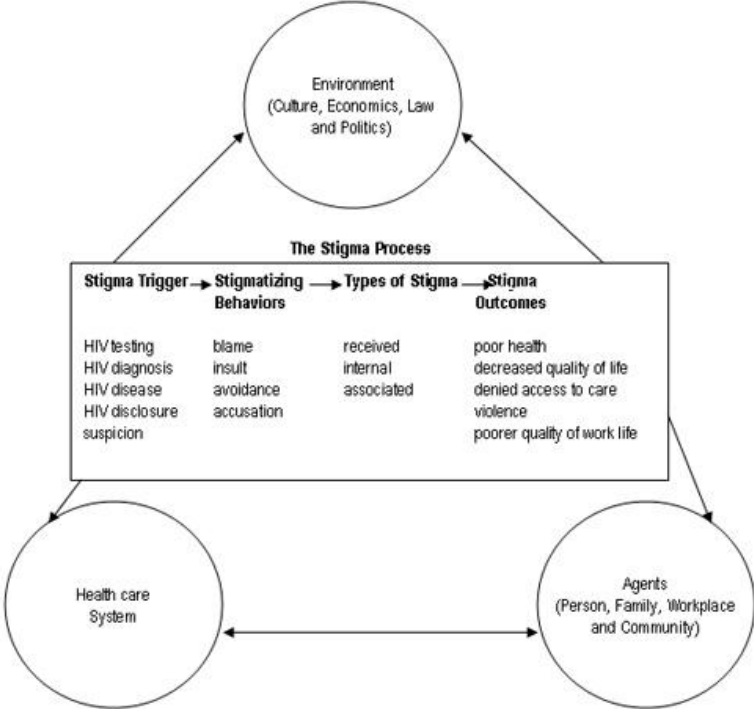 Environment
(Culture, Economics, Law
and Politics)
The Stigma Process
Stigma Trigger
Stigmatizing
Behaviors
Types of Stigma
Stigma
Outcomes
HIV testing
HIV diagnosis
HIV disease
HIV disclosure
suspicion
blame
insult
avoidance
accusation
received
internal
associated
poor health
decreased quality of life
denied access to care
violence
poorer quality of work life
Health care
System
Agents
(Person, Family, Workplace
and Community)